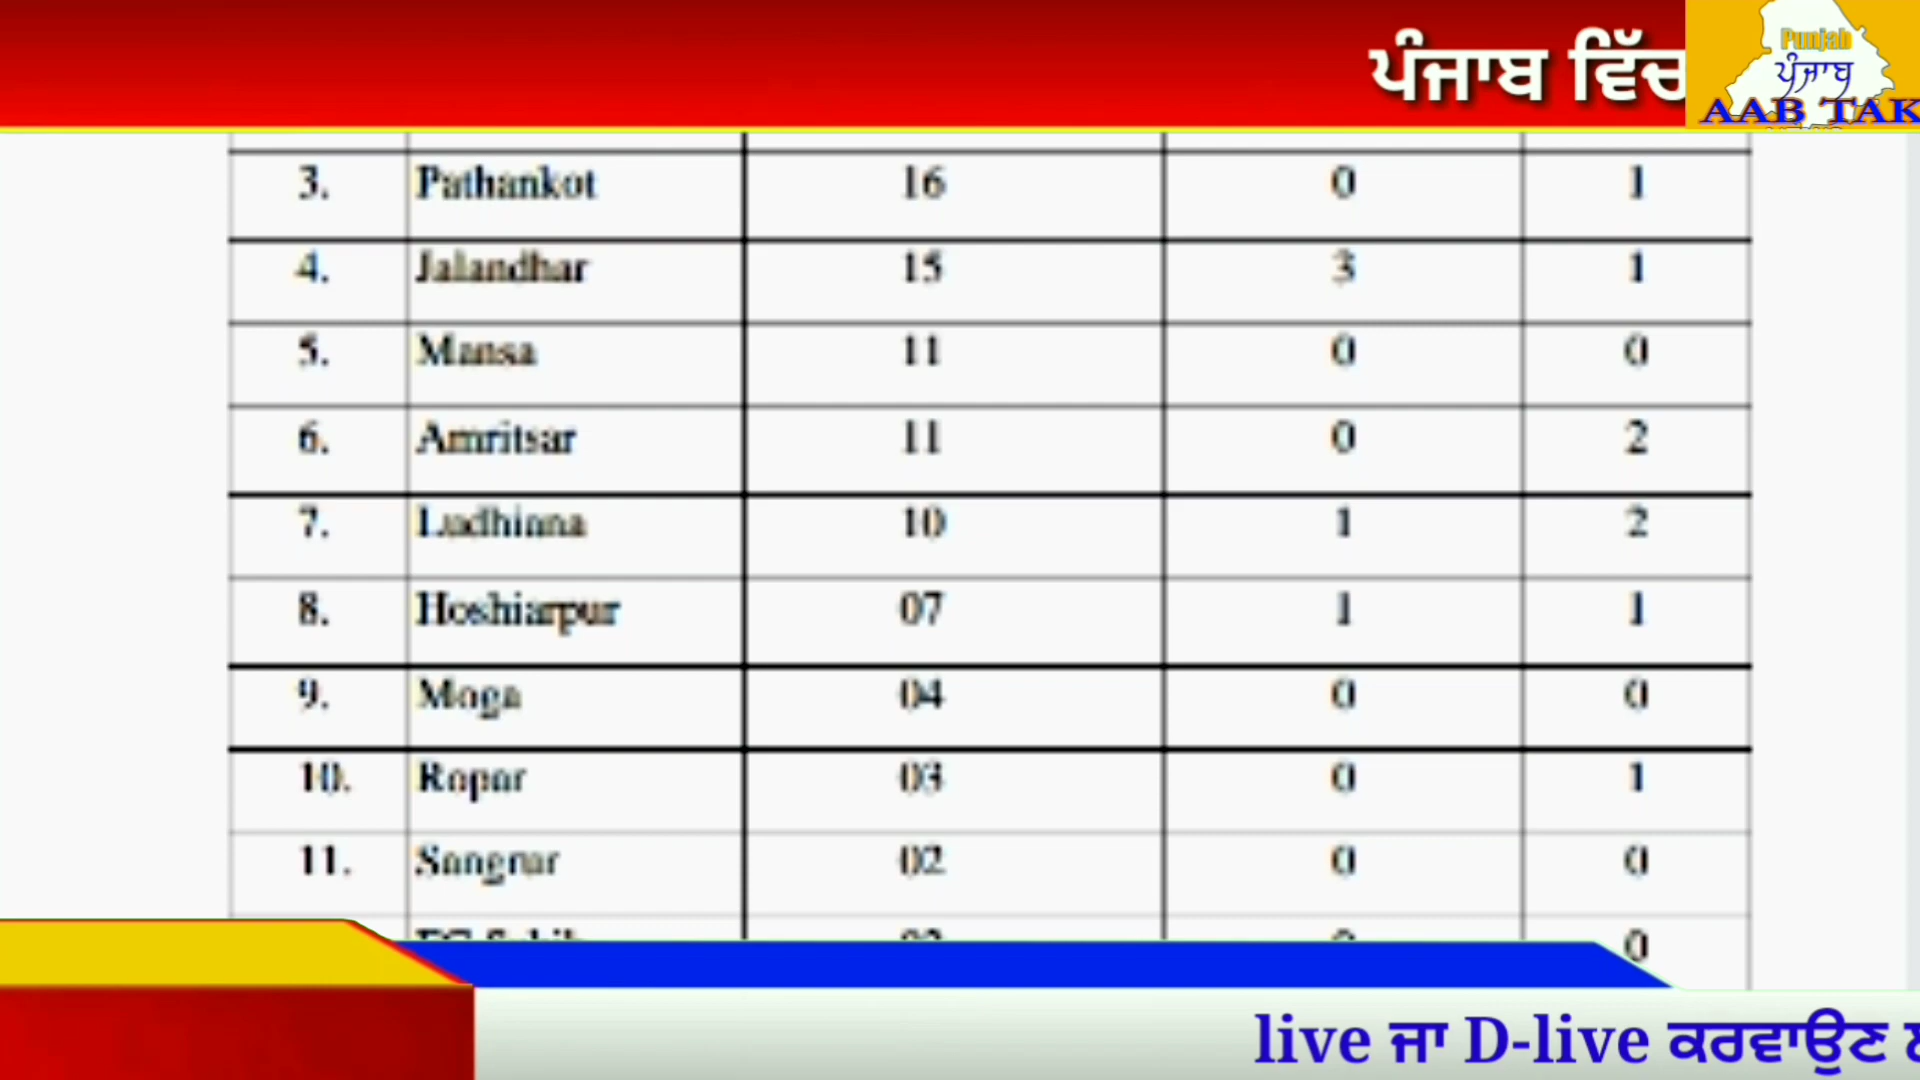 ਪੰਜਾਬ ਵਿੱਚ
Punjab
ਪੰਜਾਬ
AAB TAK
3. Pathankot 16 0 1
4. Jalandhar 15 3 1
5. Mansa 11 0 0
6. Amritsar 11 0 2
7. Ludhiana 10 1 2
8. Hoshiarpur 07 1 1
9. Moga 04 0 0
10. Ropar 03 0 1
11. Sangrur 02 0 0
0
live ਜਾ D-live ਕਰਵਾਉਣ